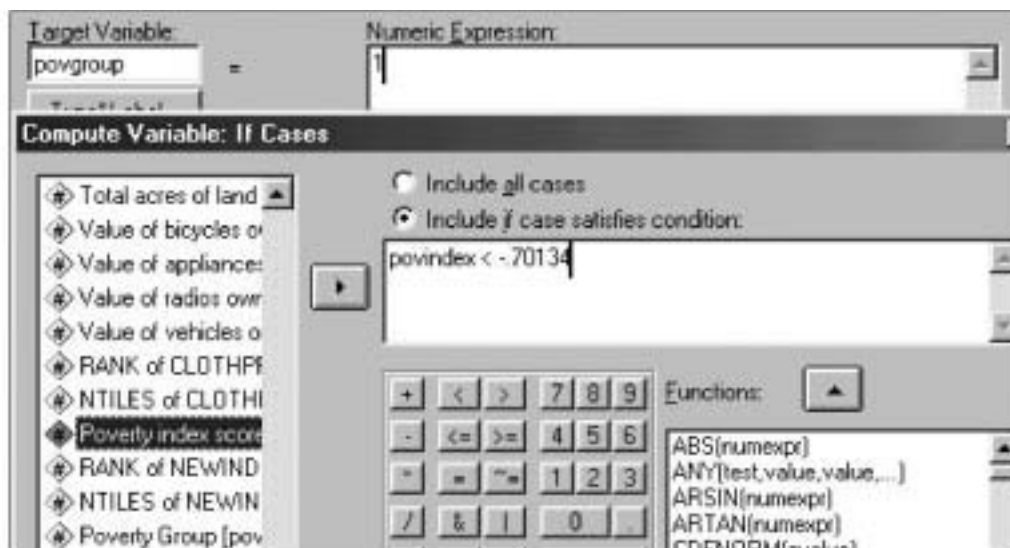 Target Variable:
Numeric Expression:
povgroup
=
1
Compute Variable: If Cases
Total acres of land
Value of bicycles o
Value of appliances
Value of radios owr
Value of vehicles o
RANK of CLOTHPF
NTILES of CLOTHI
Poverty index score
RANK of NEWIND
NTILES of NEWIN
Poverty Group [pov
Include all cases
Include if case satisfies condition:
povindex < -.70134
+ < > 7 8 9
- <= >= 4 5 6
* = ~= 1 2 3
/ & | 0 .
Functions:
ABS(numexpr)
ANY(test,value,value,...)
ARSIN(numexpr)
ARTAN(numexpr)